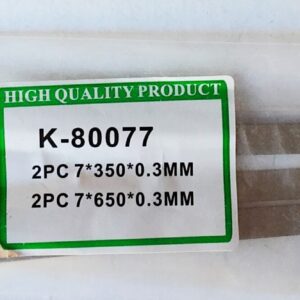 HIGH QUALITY PRODUCT
K-80077
2PC 7*350*0.3MM
2PC 7*650*0.3MM